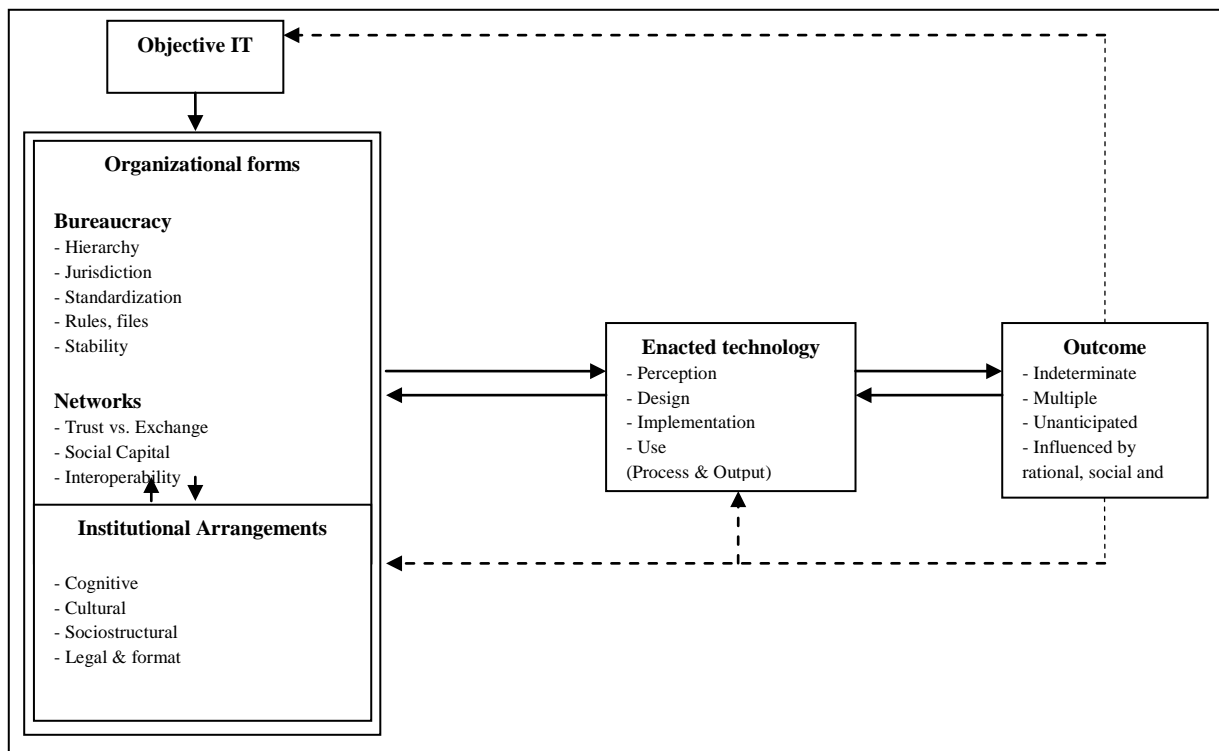 Objective IT
Organizational forms
Bureaucracy
- Hierarchy
- Jurisdiction
- Standardization
- Rules, files
- Stability
Networks
- Trust vs. Exchange
- Social Capital
- Interoperability
Institutional Arrangements
- Cognitive
- Cultural
- Sociostructural
- Legal & format
Enacted technology
- Perception
- Design
- Implementation
- Use
(Process & Output)
Outcome
- Indeterminate
- Multiple
- Unanticipated
- Influenced by
rational, social and